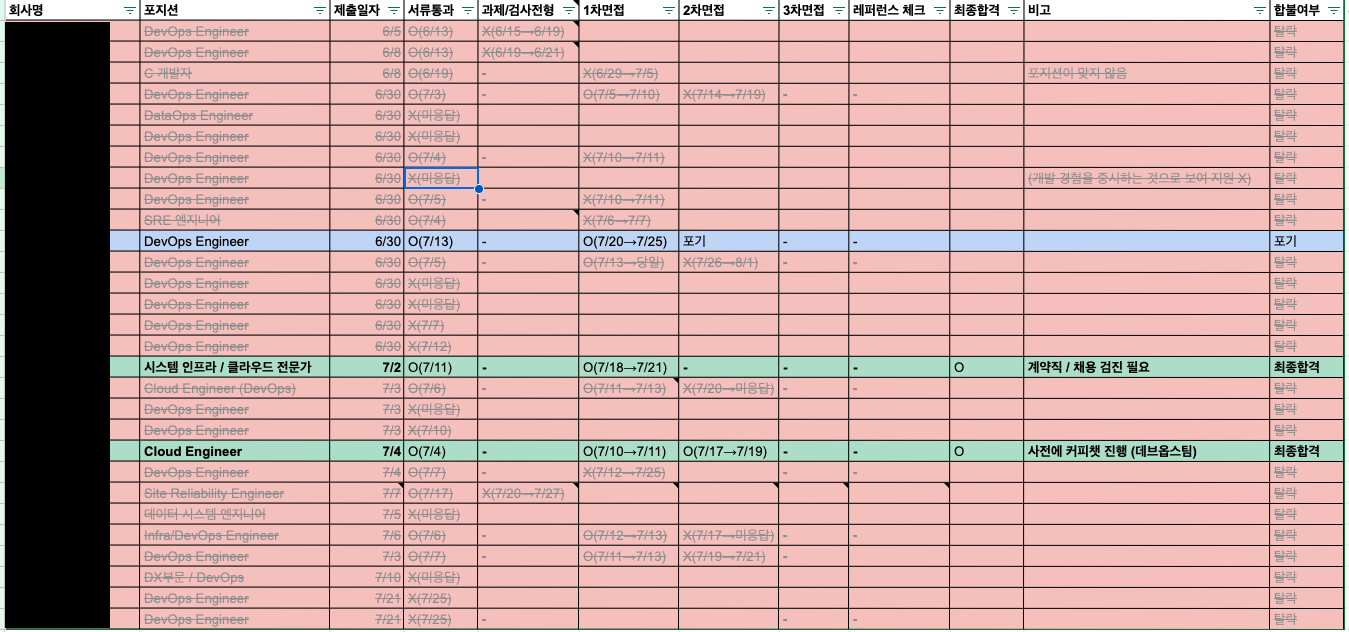 회사명 포지션 제출일자 서류통과 과제/검사전형 1차면접 2차면접 3차면접 레퍼런스 체크 최종합격 비고 합불여부
DevOps Engineer 6/5 O(6/13) X(6/15→6/19) 탈락
DevOps Engineer 6/8 O(6/13) X(6/19→6/21) 탈락
C 개발자 6/8 O(6/19) - X(6/29→7/5) 포지션이 맞지 않음 탈락
DevOps Engineer 6/30 O(7/3) - O(7/5→7/10) X(7/14→7/19) - - 탈락
DataOps Engineer 6/30 X(미응답) 탈락
DevOps Engineer 6/30 X(미응답) 탈락
DevOps Engineer 6/30 O(7/4) - X(7/10→7/11) 탈락
DevOps Engineer 6/30 X(미응답) (개발 경험을 중시하는 것으로 보여 지원 X) 탈락
DevOps Engineer 6/30 O(7/5) - X(7/10→7/11) 탈락
SRE 엔지니어 6/30 O(7/4) X(7/6→7/7) 탈락
DevOps Engineer 6/30 O(7/13) - O(7/20→7/25) 포기 - - 포기
DevOps Engineer 6/30 O(7/5) - O(7/13→당일) X(7/26→8/1) - - 탈락
DevOps Engineer 6/30 X(미응답) 탈락
DevOps Engineer 6/30 X(미응답) 탈락
DevOps Engineer 6/30 X(7/7) 탈락
DevOps Engineer 6/30 X(7/12) 탈락
시스템 인프라 / 클라우드 전문가 7/2 O(7/11) - O(7/18→7/21) - - - O 계약직 / 채용 검진 필요 최종합격
Cloud Engineer (DevOps) 7/3 O(7/6) - O(7/11→7/13) X(7/20→미응답) - - 탈락
DevOps Engineer 7/3 X(미응답) 탈락
DevOps Engineer 7/3 X(7/10) 탈락
Cloud Engineer 7/4 O(7/4) - O(7/10→7/11) O(7/17→7/19) - - O 사전에 커피챗 진행 (데브옵스팀) 최종합격
DevOps Engineer 7/4 O(7/7) - X(7/12→7/25) - - 탈락
Site Reliability Engineer 7/7 O(7/17) X(7/20→7/27) 탈락
데이터 시스템 엔지니어 7/5 X(미응답) 탈락
Infra/DevOps Engineer 7/6 O(7/6) - O(7/12→7/13) X(7/17→미응답) - - 탈락
DevOps Engineer 7/3 O(7/7) - O(7/11→7/13) X(7/19→7/21) - 탈락
DX부문 / DevOps 7/10 X(미응답) 탈락
DevOps Engineer 7/21 X(7/25) 탈락
DevOps Engineer 7/21 X(7/25) - - - 탈락